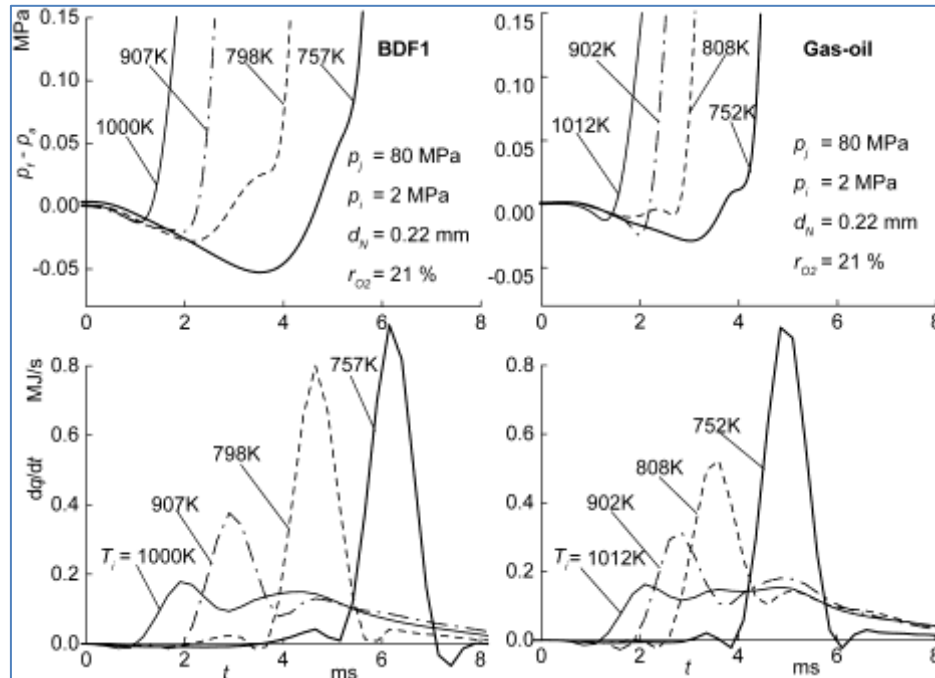 MPa
0.15
0.10
0.05
0.00
-0.05
p_f - p_a
BDF1
907K
798K
757K
1000K
p_j = 80 MPa
p_i = 2 MPa
d_N = 0.22 mm
r_O2 = 21 %
0
2
4
6
8
Gas-oil
0.15
0.10
0.05
0.00
-0.05
902K
808K
1012K
752K
p_j = 80 MPa
p_i = 2 MPa
d_N = 0.22 mm
r_O2 = 21 %
0
2
4
6
8
MJ/s
0.8
0.6
0.4
0.2
0.0
dq/dt
757K
798K
907K
T_i = 1000K
0
2
t
4
6
ms
8
0.8
0.6
0.4
0.2
0.0
752K
808K
902K
T_i = 1012K
0
2
t
4
6
ms
8